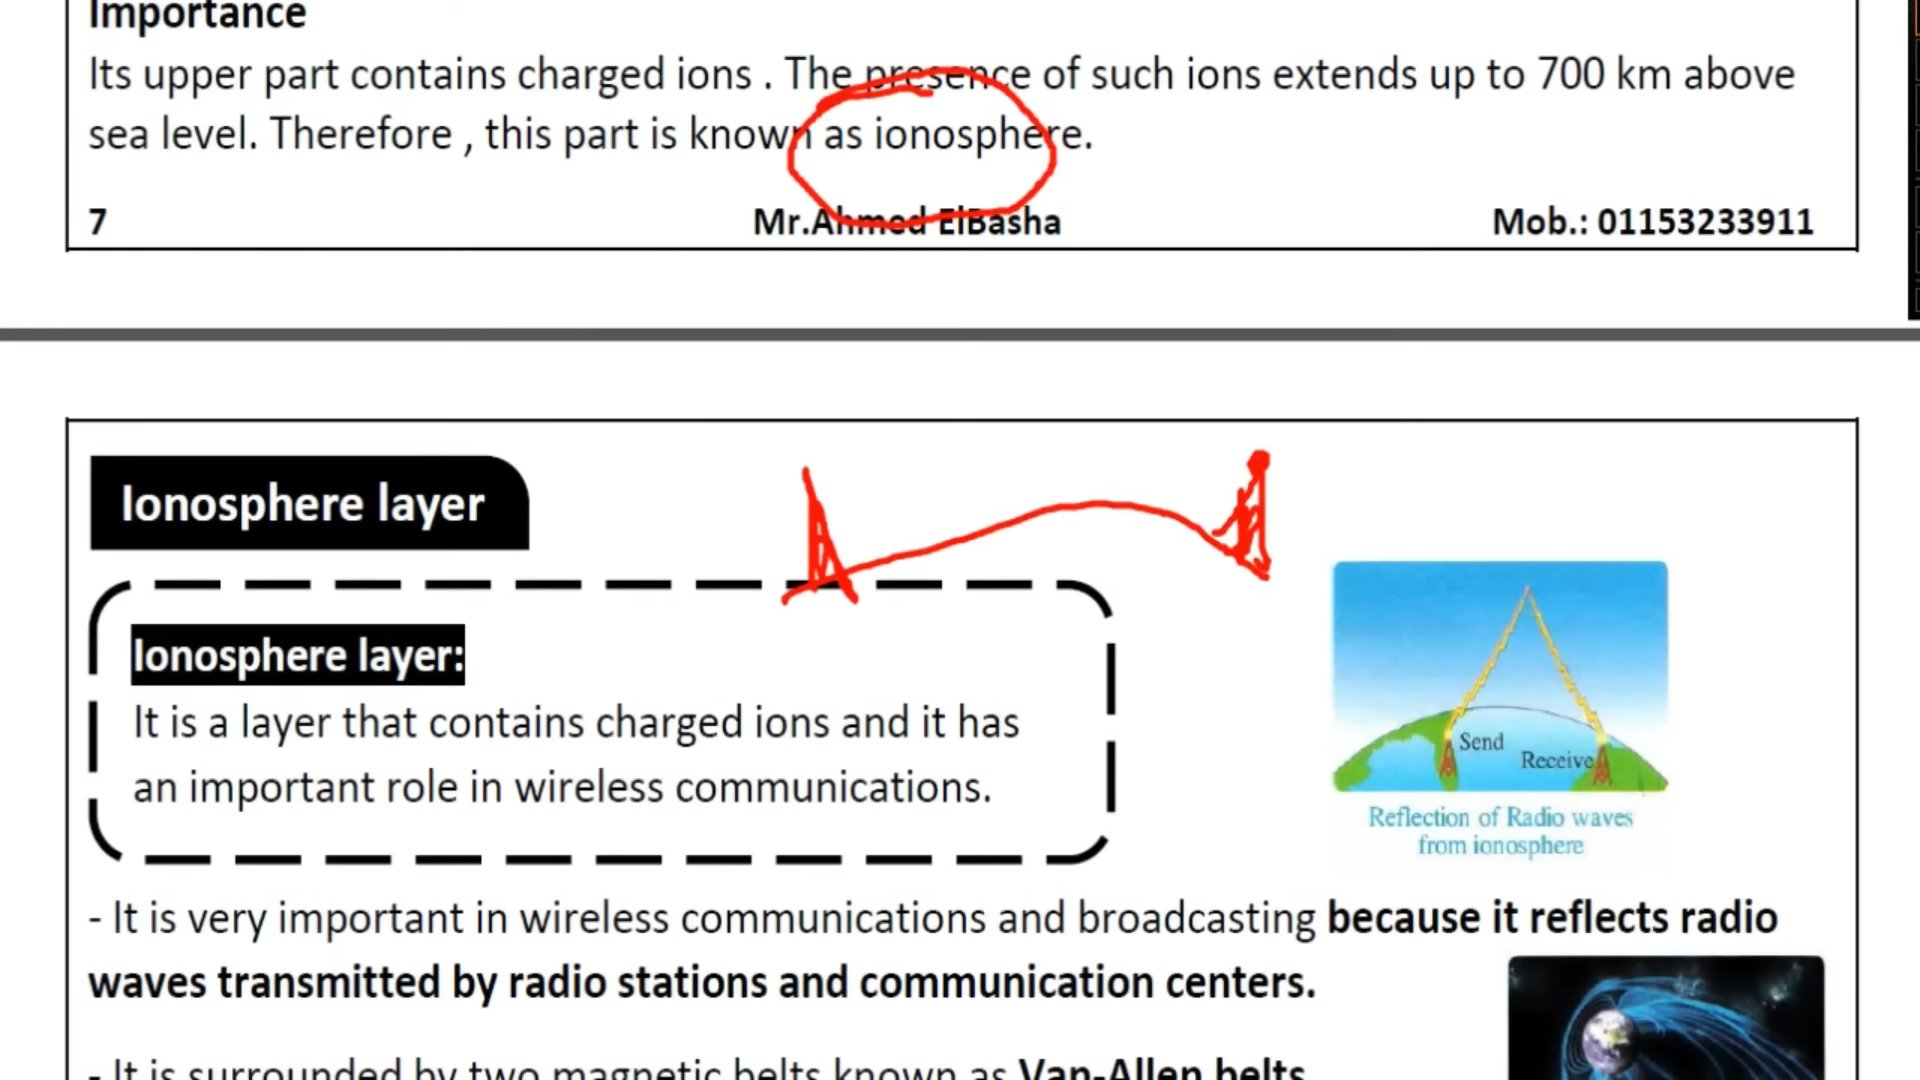 Importance
Its upper part contains charged ions . The presence of such ions extends up to 700 km above
sea level. Therefore , this part is known as ionosphere.
7 Mr.Ahmed ElBasha Mob.: 01153233911
Ionosphere layer
Ionosphere layer:
It is a layer that contains charged ions and it has
an important role in wireless communications.
Send
Receive
Reflection of Radio waves
from ionosphere
- It is very important in wireless communications and broadcasting because it reflects radio
waves transmitted by radio stations and communication centers.
- It is surrounded by two magnetic belts known as Van-Allen belts